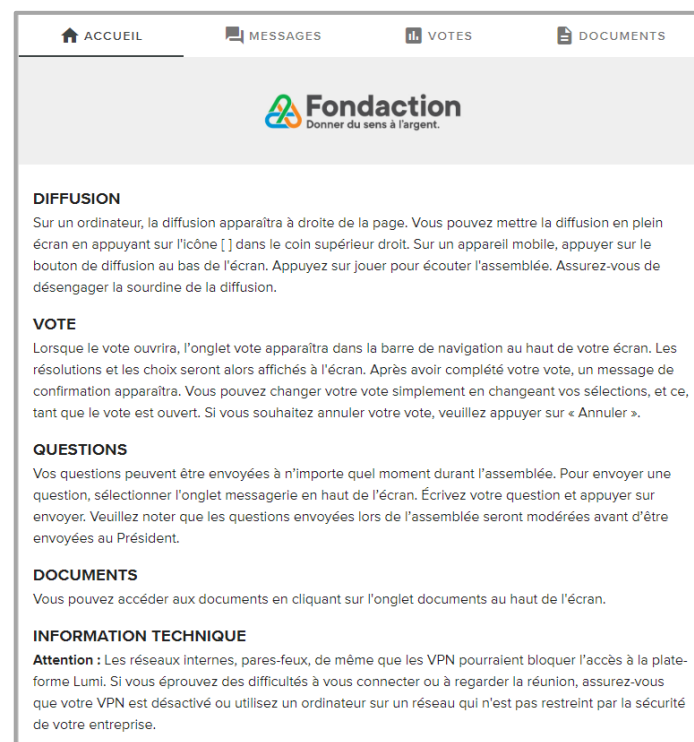 ACCUEIL MESSAGES VOTES DOCUMENTS
Fondaction
Donner du sens à l'argent.
DIFFUSION
Sur un ordinateur, la diffusion apparaîtra à droite de la page. Vous pouvez mettre la diffusion en plein
écran en appuyant sur l'icône [ ] dans le coin supérieur droit. Sur un appareil mobile, appuyer sur le
bouton de diffusion au bas de l'écran. Appuyez sur jouer pour écouter l'assemblée. Assurez-vous de
désengager la sourdine de la diffusion.
VOTE
Lorsque le vote ouvrira, l'onglet vote apparaîtra dans la barre de navigation au haut de votre écran. Les
résolutions et les choix seront alors affichés à l'écran. Après avoir complété votre vote, un message de
confirmation apparaîtra. Vous pouvez changer votre vote simplement en changeant vos sélections, et ce,
tant que le vote est ouvert. Si vous souhaitez annuler votre vote, veuillez appuyer sur « Annuler ».
QUESTIONS
Vos questions peuvent être envoyées à n'importe quel moment durant l'assemblée. Pour envoyer une
question, sélectionner l'onglet messagerie en haut de l'écran. Écrivez votre question et appuyer sur
envoyer. Veuillez noter que les questions envoyées lors de l'assemblée seront modérées avant d'être
envoyées au Président.
DOCUMENTS
Vous pouvez accéder aux documents en cliquant sur l'onglet documents au haut de l'écran.
INFORMATION TECHNIQUE
Attention : Les réseaux internes, pares-feux, de même que les VPN pourraient bloquer l'accès à la plate-
forme Lumi. Si vous éprouvez des difficultés à vous connecter ou à regarder la réunion, assurez-vous
que votre VPN est désactivé ou utilisez un ordinateur sur un réseau qui n'est pas restreint par la sécurité
de votre entreprise.